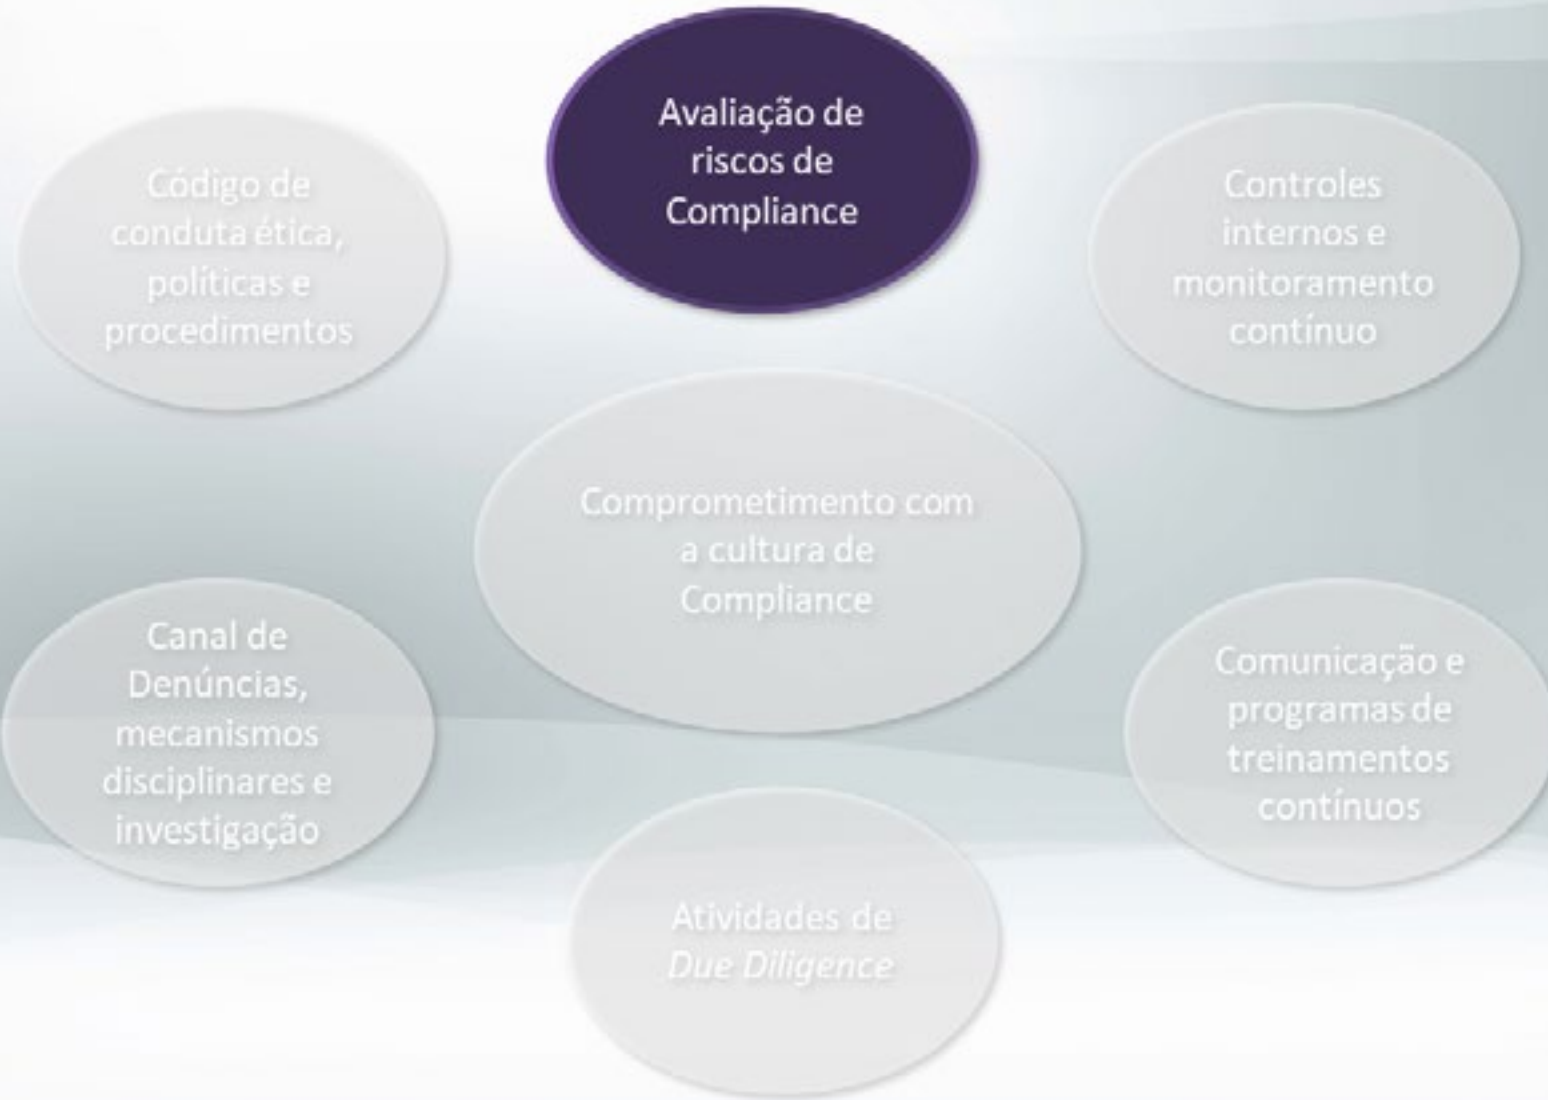 Avaliação de
riscos de
Compliance
Código de
conduta ética,
políticas e
procedimentos
Controles
internos e
monitoramento
contínuo
Comprometimento com
a cultura de
Compliance
Canal de
Denúncias,
mecanismos
disciplinares e
investigação
Comunicação e
programas de
treinamentos
contínuos
Atividades de
Due Diligence